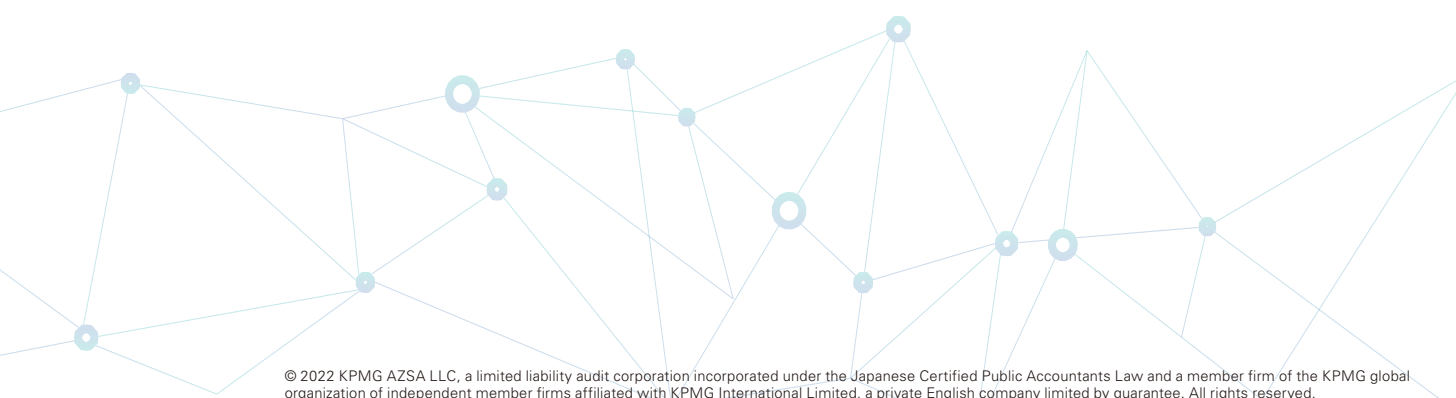 © 2022 KPMG AZSA LLC, a limited liability audit corporation incorporated under the Japanese Certified Public Accountants Law and a member firm of the KPMG global
organization of independent member firms affiliated with KPMG International Limited, a private English company limited by guarantee. All rights reserved.